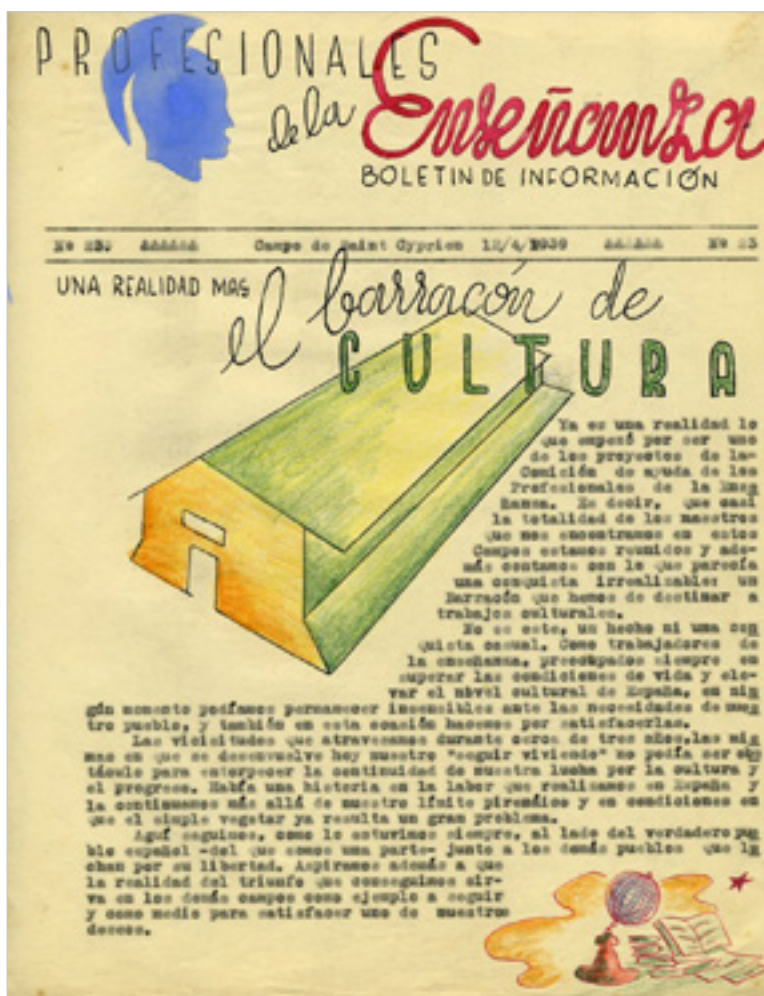 PROFESIONALES
de la Enseñanza
BOLETIN DE INFORMACIÓN
Nº 23. &&&&&& Campo de Saint Cyprien 12/4/1939 &&&&&& Nº 23
UNA REALIDAD MAS
el barracón de
CULTURA
Ya es una realidad lo
que empezó por ser uno
de los proyectos de la-
Comisión de ayuda de los
Profesionales de la Ense
ñanza. Es decir, que casi
la totalidad de los maestros
que nos encontramos en estos
Campos estamos reunidos y ade-
más contamos con lo que parecía
una conquista irrealizable: un
Barracón que hemos de destinar a
trabajos culturales.
No es este, un hecho ni una con
quista casual. Como trabajadores de
la enseñanza, preocupados siempre en
superar las condiciones de vida y ele-
var el nivel cultural de España, en nin
gún momento podíamos permanecer insensibles ante las necesidades de nues
tro pueblo, y también en esta ocasión hacemos por satisfacerlas.
Las vicisitudes que atravesamos durante cerca de tres años, las mis
mas en que se desenvuelve hoy nuestro "seguir viviendo" no podía ser obs
táculo para entorpecer la continuidad de nuestra lucha por la cultura y
el progreso. Había una historia en la labor que realizamos en España y
la continuamos más allá de nuestro límite pirenáico y en condiciones en
que el simple vegetar ya resulta un gran problema.
Aquí seguimos, como lo estuvimos siempre, al lado del verdadero pue
blo español -del que somos una parte- junto a los demás pueblos que lu
chan por su libertad. Aspiramos además a que
la realidad del triunfo que conseguimos sir-
va en los demás campos como ejemplo a seguir
y como medio para satisfacer uno de nuestros
deseos.